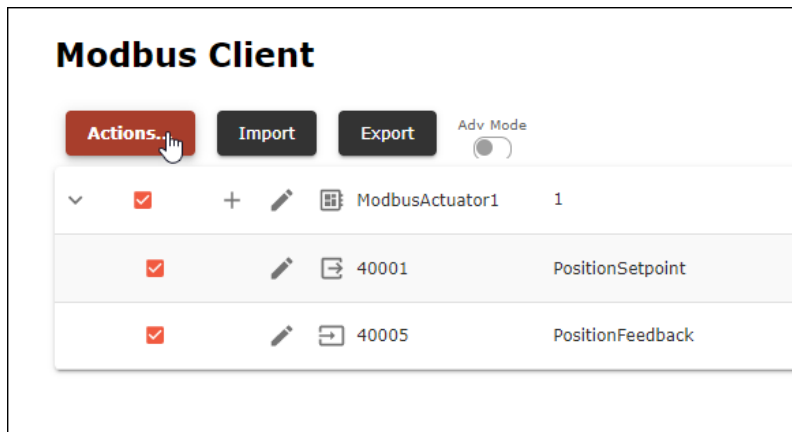 Modbus Client
Actions...
Import
Export
Adv Mode
ModbusActuator1 1
40001 PositionSetpoint
40005 PositionFeedback